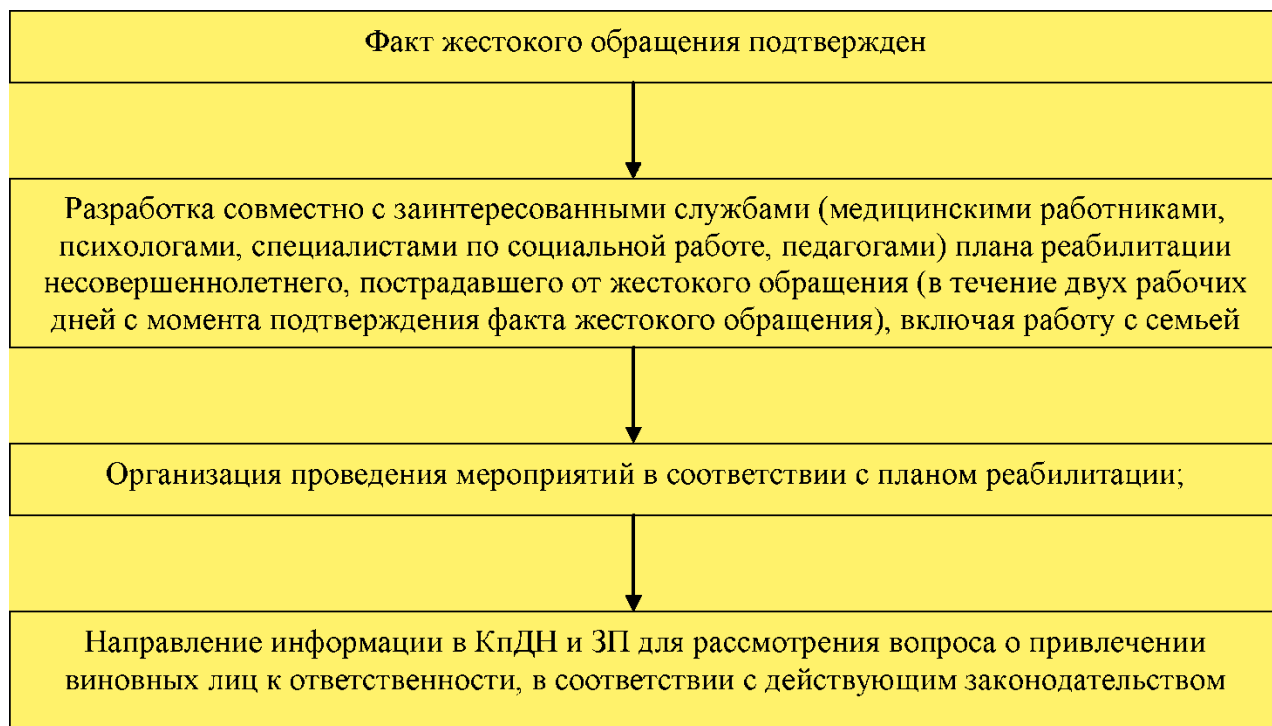 Факт жестокого обращения подтвержден
Разработка совместно с заинтересованными службами (медицинскими работниками,
психологами, специалистами по социальной работе, педагогами) плана реабилитации
несовершеннолетнего, пострадавшего от жестокого обращения (в течение двух рабочих
дней с момента подтверждения факта жестокого обращения), включая работу с семьей
Организация проведения мероприятий в соответствии с планом реабилитации;
Направление информации в КпДН и ЗП для рассмотрения вопроса о привлечении
виновных лиц к ответственности, в соответствии с действующим законодательством